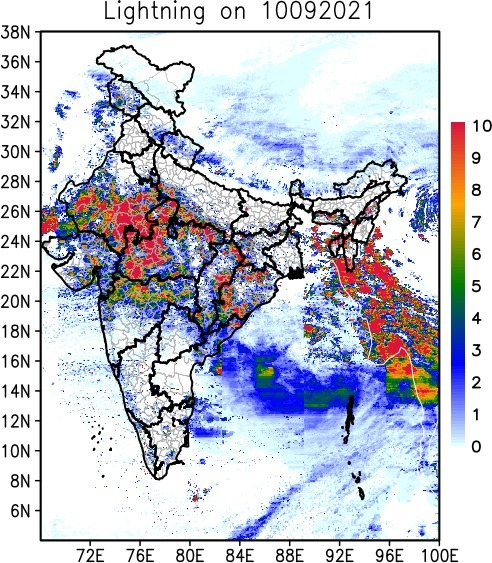 Lightning on 10092021
38N
36N
34N
32N
30N
28N
26N
24N
22N
20N
18N
16N
14N
12N
10N
8N
6N
72E 76E 80E 84E 88E 92E 96E 100E
10
9
8
7
6
5
4
3
2
1
0